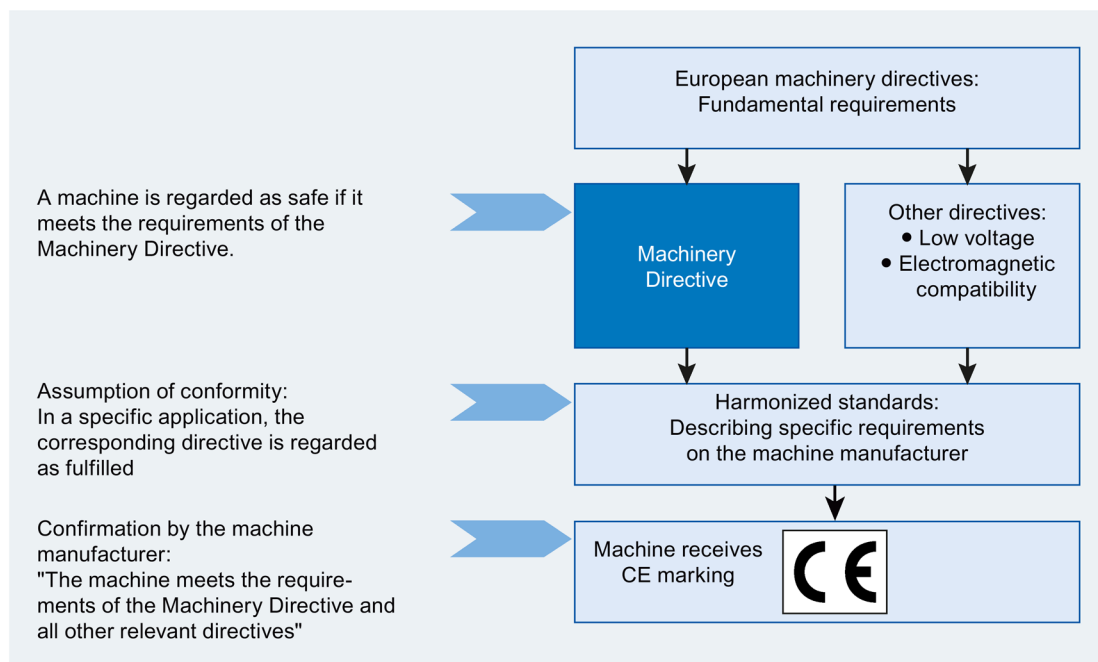 European machinery directives:
Fundamental requirements
A machine is regarded as safe if it
meets the requirements of the
Machinery Directive.
Machinery
Directive
Other directives:
• Low voltage
• Electromagnetic
compatibility
Assumption of conformity:
In a specific application, the
corresponding directive is regarded
as fulfilled
Harmonized standards:
Describing specific requirements
on the machine manufacturer
Confirmation by the machine
manufacturer:
"The machine meets the require-
ments of the Machinery Directive and
all other relevant directives"
Machine receives
CE marking
CE